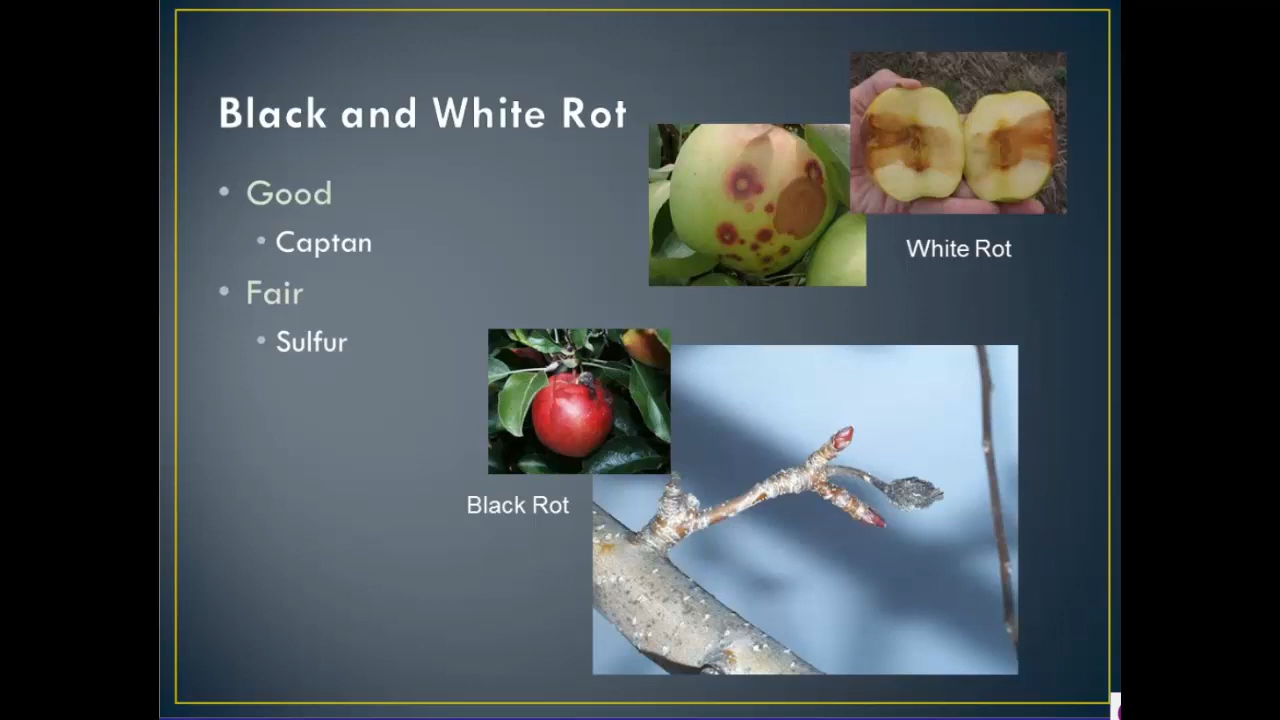 Black and White Rot
• Good
• Captan
• Fair
• Sulfur
White Rot
Black Rot